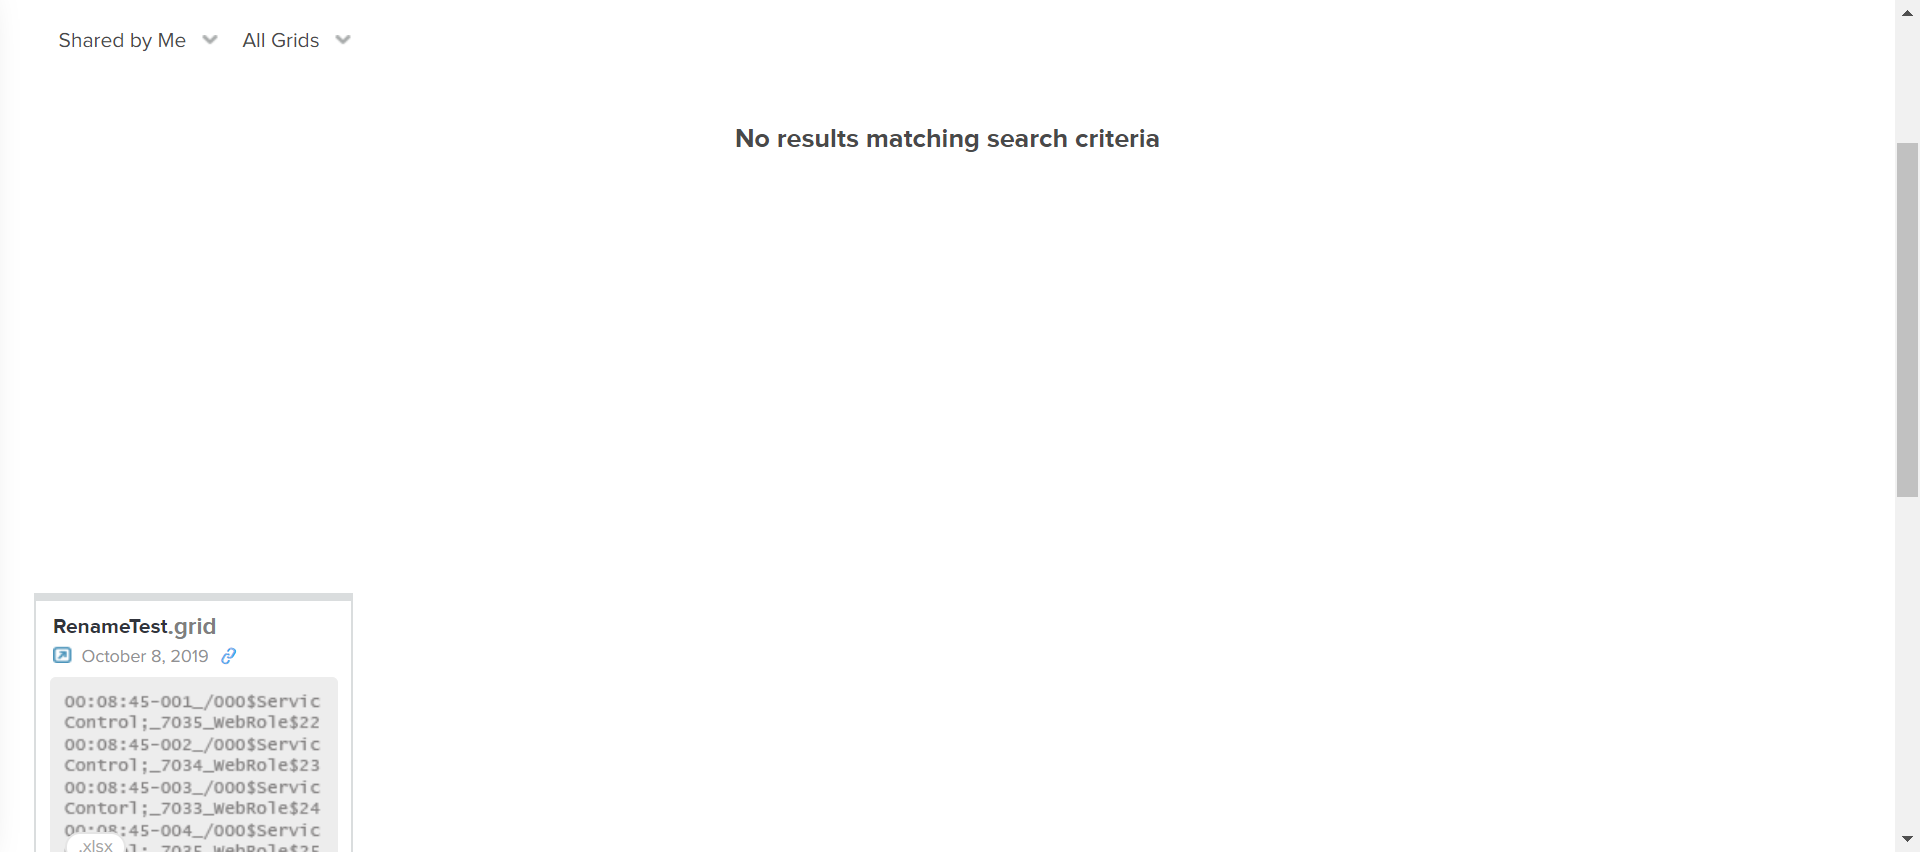 Shared by Me All Grids
No results matching search criteria
RenameTest.grid
October 8, 2019
00:08:45-001_/000$Servic
Control;_7035_WebRole$22
00:08:45-002_/000$Servic
Control;_7034_WebRole$23
00:08:45-003_/000$Servic
Contorl;_7033_WebRole$24
00:08:45-004_/000$Servic
.xlsx